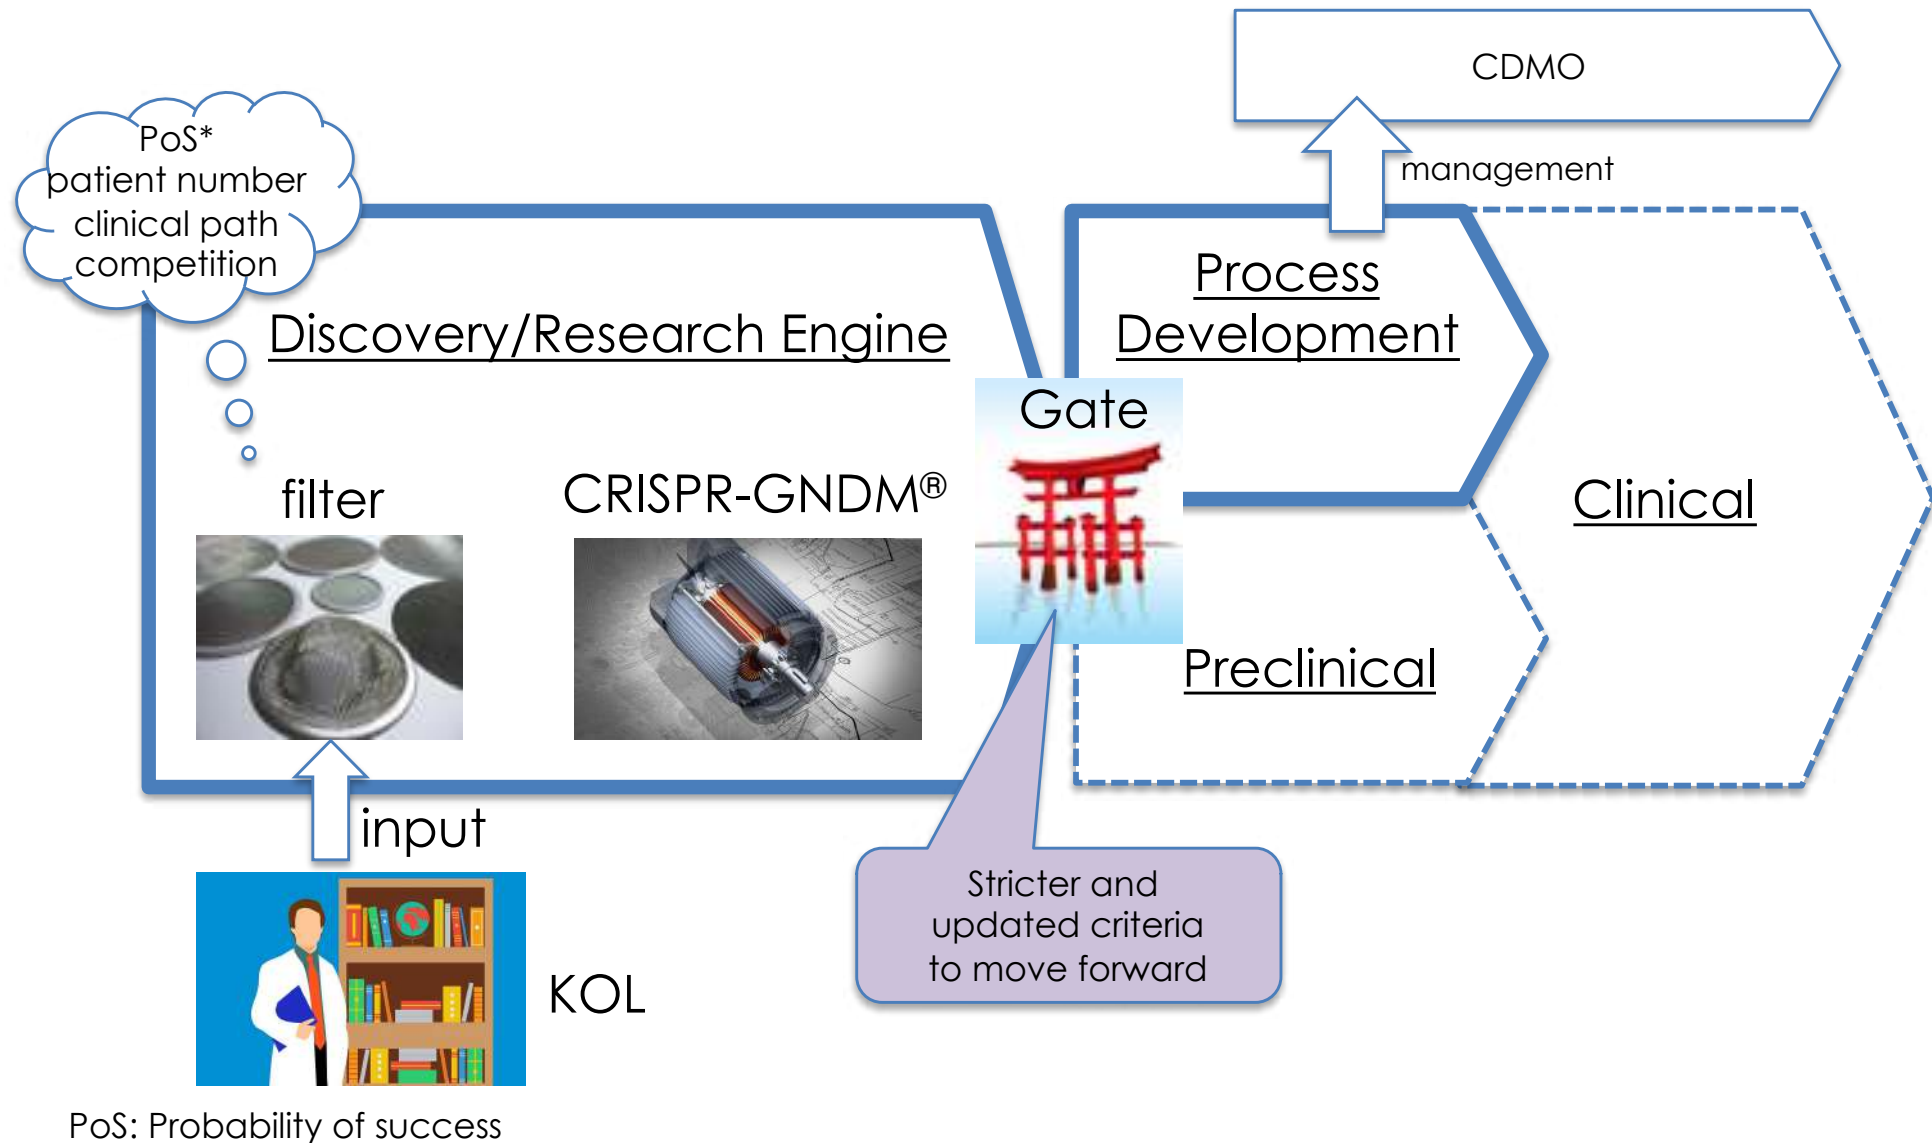 CDMO
management
PoS*
patient number
clinical path
competition
Discovery/Research Engine
Process
Development
Gate
filter
CRISPR-GNDM®
Clinical
Preclinical
input
Stricter and
updated criteria
to move forward
KOL
PoS: Probability of success